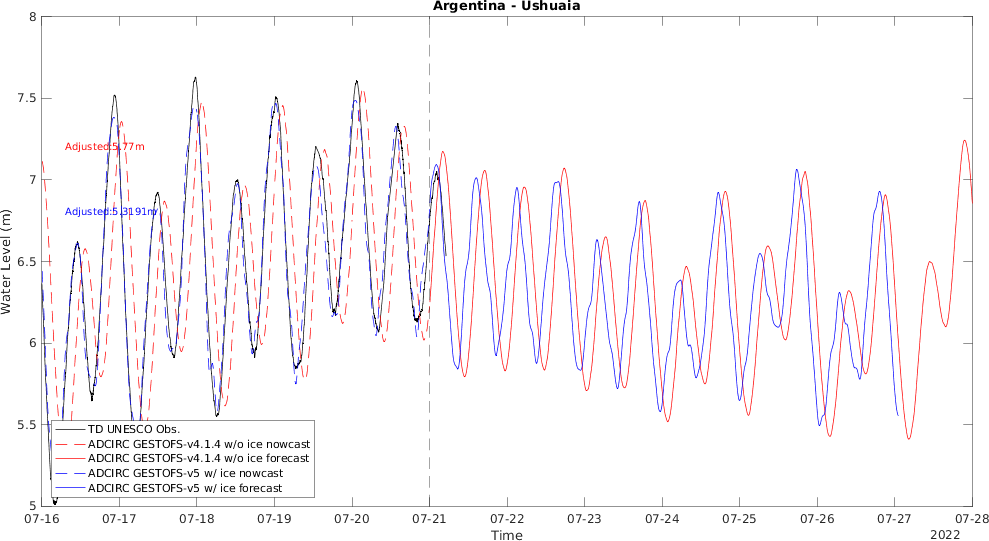 Argentina - Ushuaia
8
7.5
7
6.5
6
5.5
5
Water Level (m)
Adjusted:5.77m
Adjusted:5.3191m
TD UNESCO Obs.
ADCIRC GESTOFS-v4.1.4 w/o ice nowcast
ADCIRC GESTOFS-v4.1.4 w/o ice forecast
ADCIRC GESTOFS-v5 w/ ice nowcast
ADCIRC GESTOFS-v5 w/ ice forecast
07-16 07-17 07-18 07-19 07-20 07-21 07-22 07-23 07-24 07-25 07-26 07-27 07-28
Time
2022